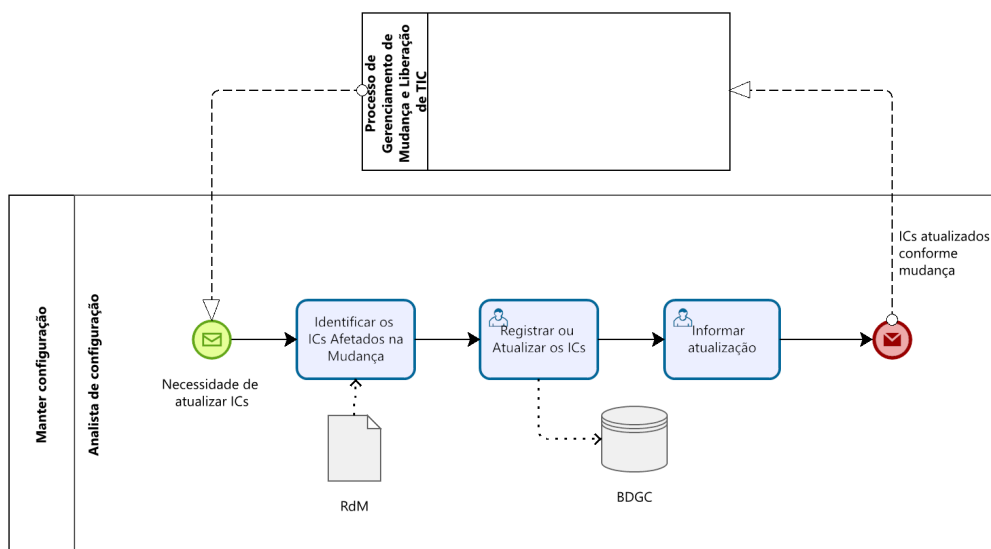 Processo de
Gerenciamento de
Mudança e Liberação
de TIC
Manter configuração
Analista de configuração
ICs atualizados
conforme
mudança
Necessidade de
atualizar ICs
Identificar os
ICs Afetados na
Mudança
Registrar ou
Atualizar os ICs
Informar
atualização
RdM
BDGC